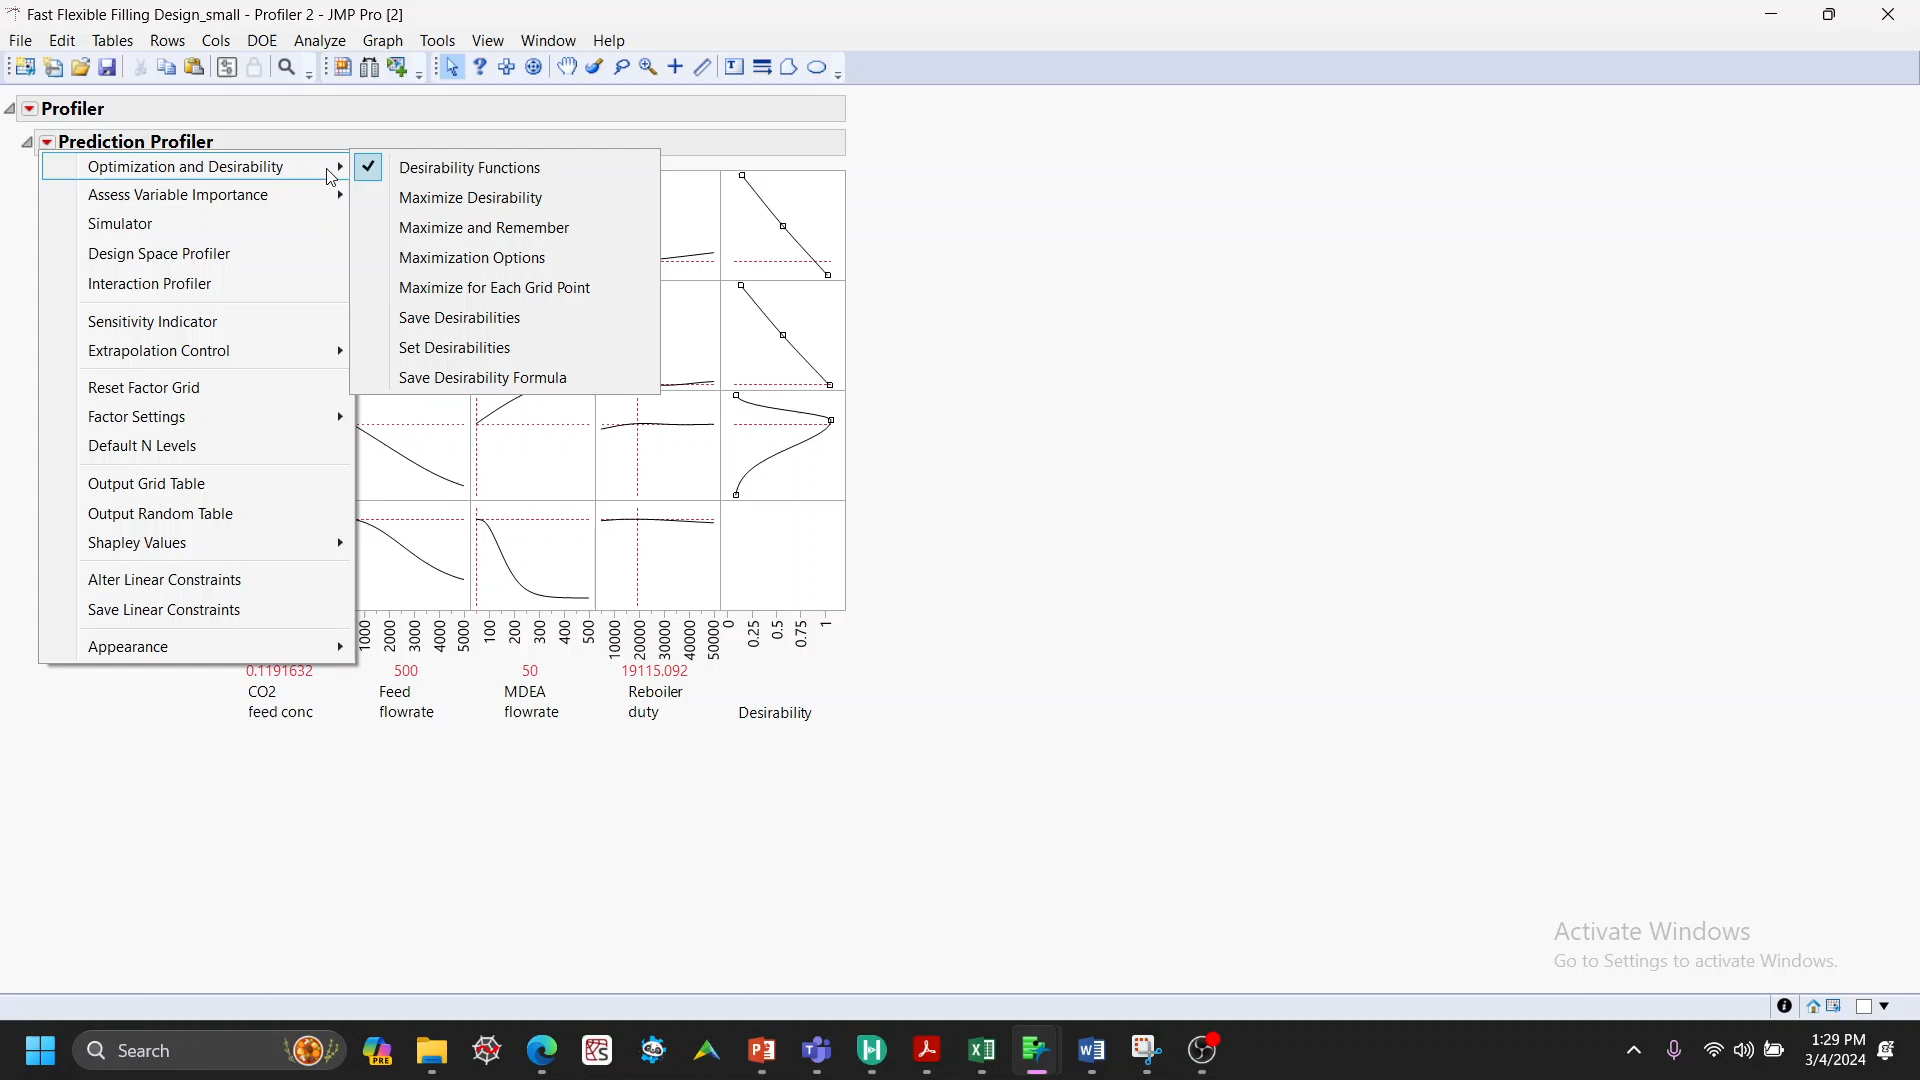 Fast Flexible Filling Design_small - Profiler 2 - JMP Pro [2]
File Edit Tables Rows Cols DOE Analyze Graph Tools View Window Help
Profiler
Prediction Profiler
Optimization and Desirability
Assess Variable Importance
Simulator
Design Space Profiler
Interaction Profiler
Sensitivity Indicator
Extrapolation Control
Reset Factor Grid
Factor Settings
Default N Levels
Output Grid Table
Output Random Table
Shapley Values
Alter Linear Constraints
Save Linear Constraints
Appearance
Desirability Functions
Maximize Desirability
Maximize and Remember
Maximization Options
Maximize for Each Grid Point
Save Desirabilities
Set Desirabilities
Save Desirability Formula
1000 2000 3000 4000 5000 100 200 300 400 500 10000 20000 30000 40000 50000 0 0.25 0.5 0.75 1
0.1191632 500 50 19115.092
CO2 Feed MDEA Reboiler
feed conc flowrate flowrate duty Desirability
Activate Windows
Go to Settings to activate Windows.
Search
PRE
1:29 PM
3/4/2024